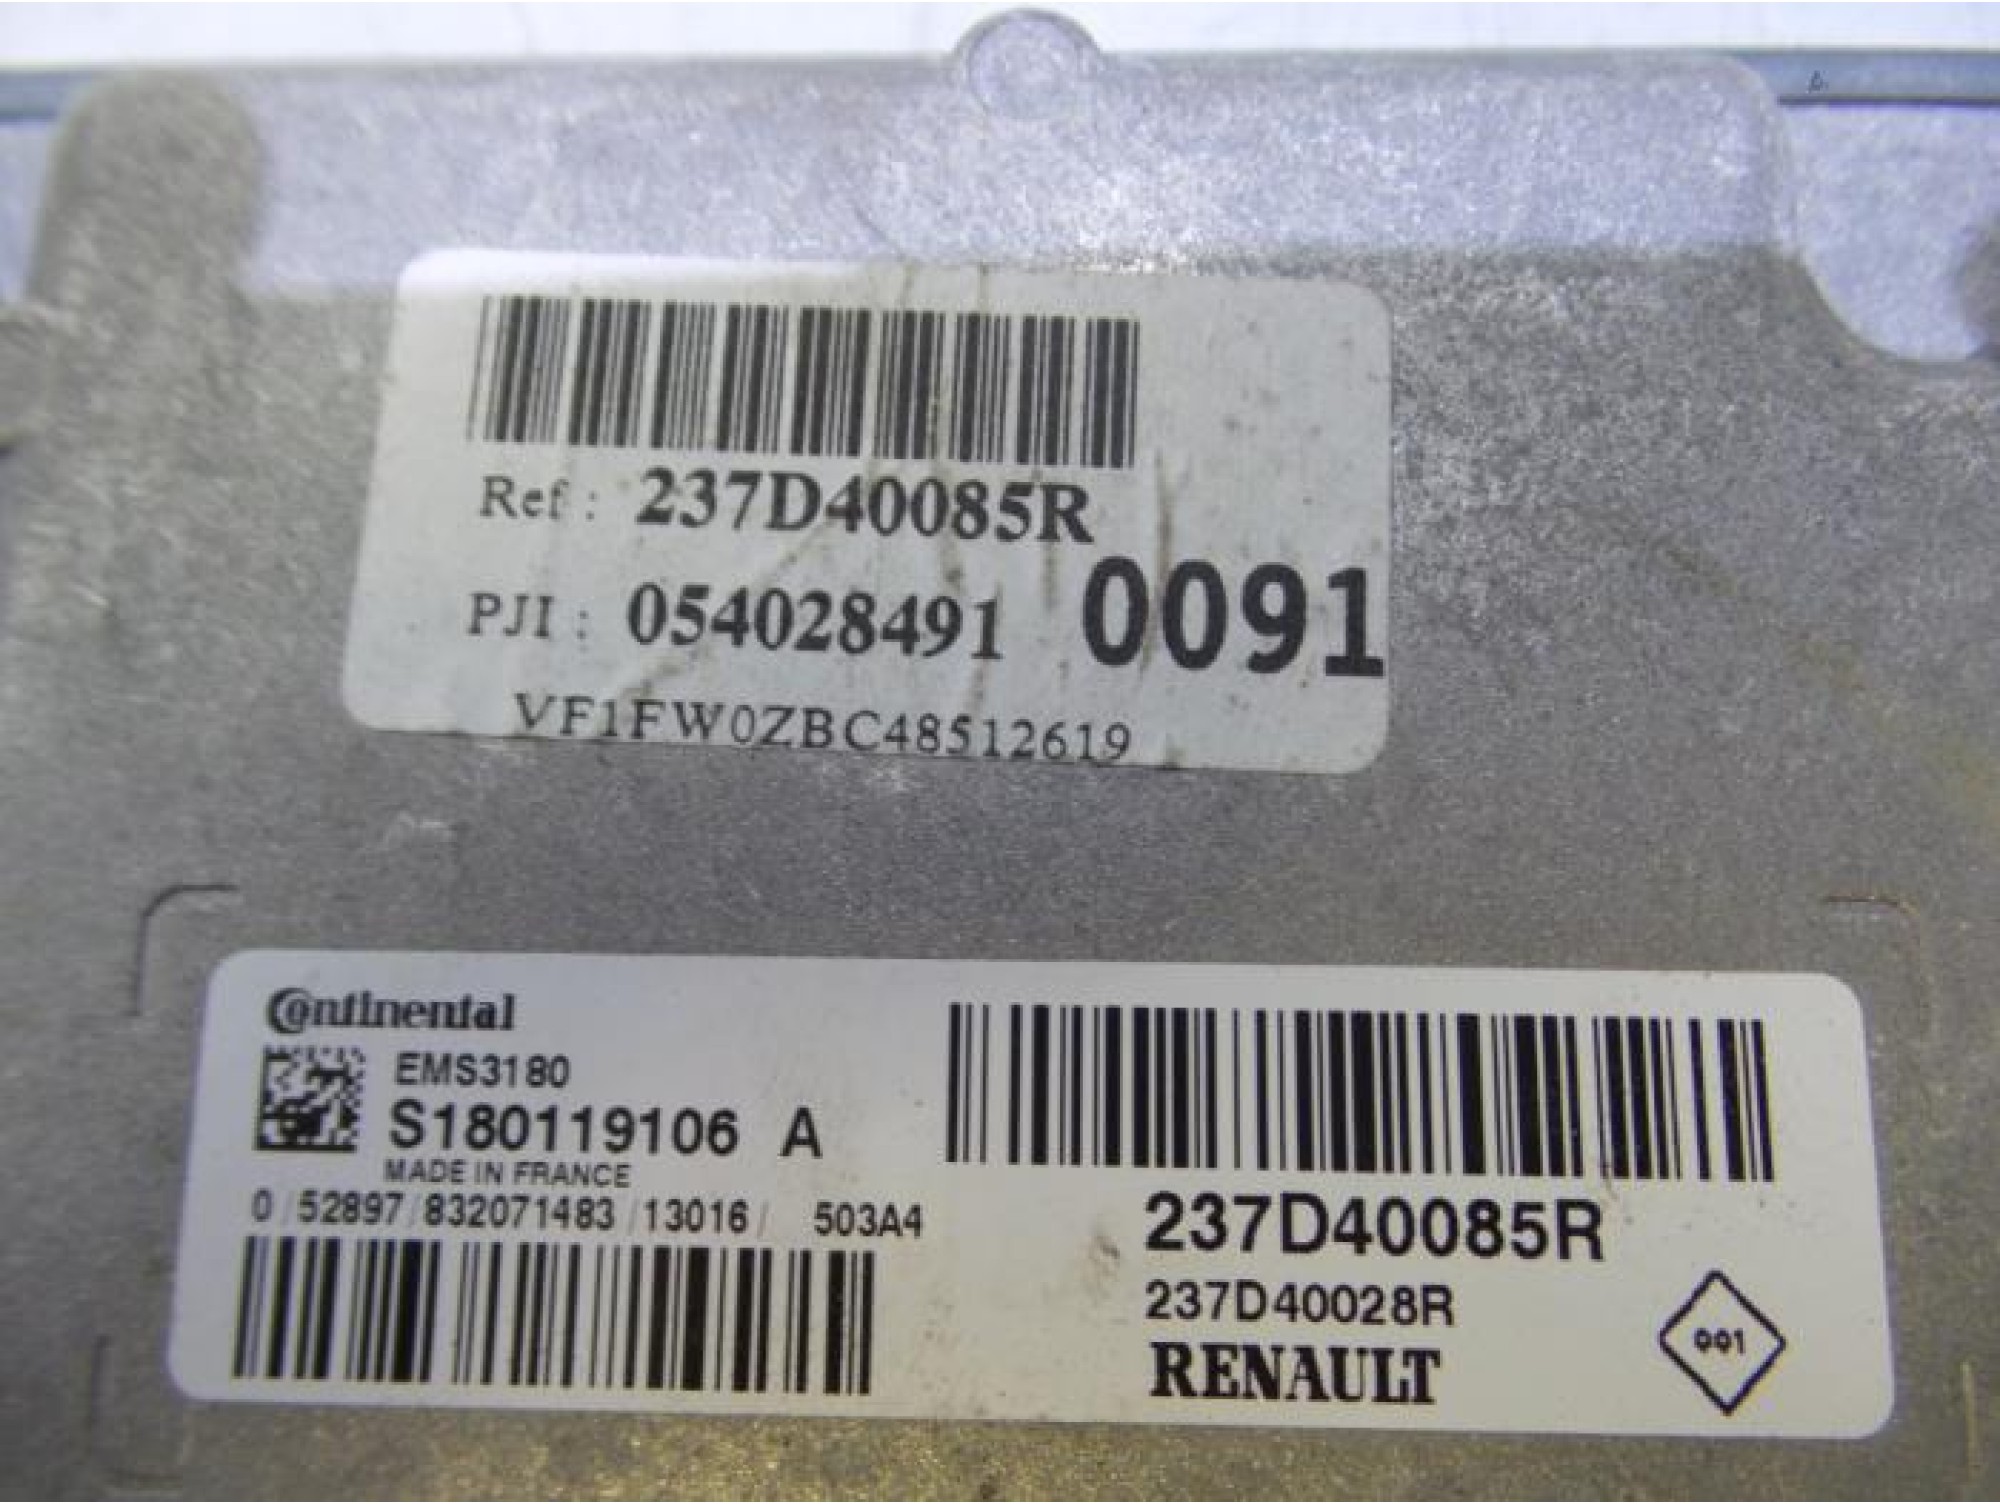 Ref : 237D40085R
PJI : 054028491 0091
VF1FW0ZBC48512619
Continental
EMS3180
S180119106 A
MADE IN FRANCE
0 / 52897 / 832071483 / 13016 / 503A4
237D40085R
237D40028R
RENAULT
001